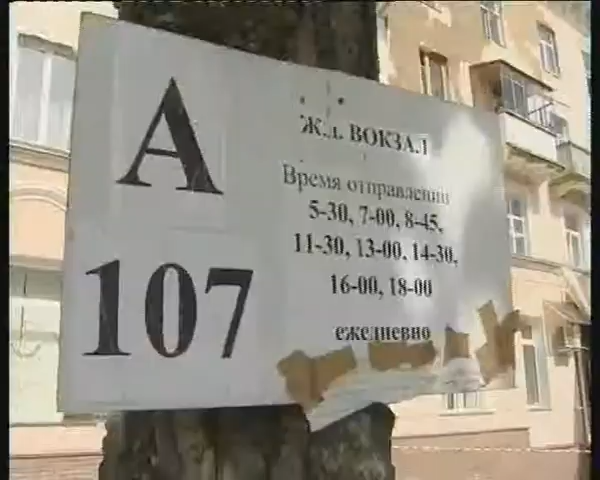 А
107
Ж.д. ВОКЗАЛ
Время отправления
5-30, 7-00, 8-45,
11-30, 13-00, 14-30,
16-00, 18-00
ежедневно